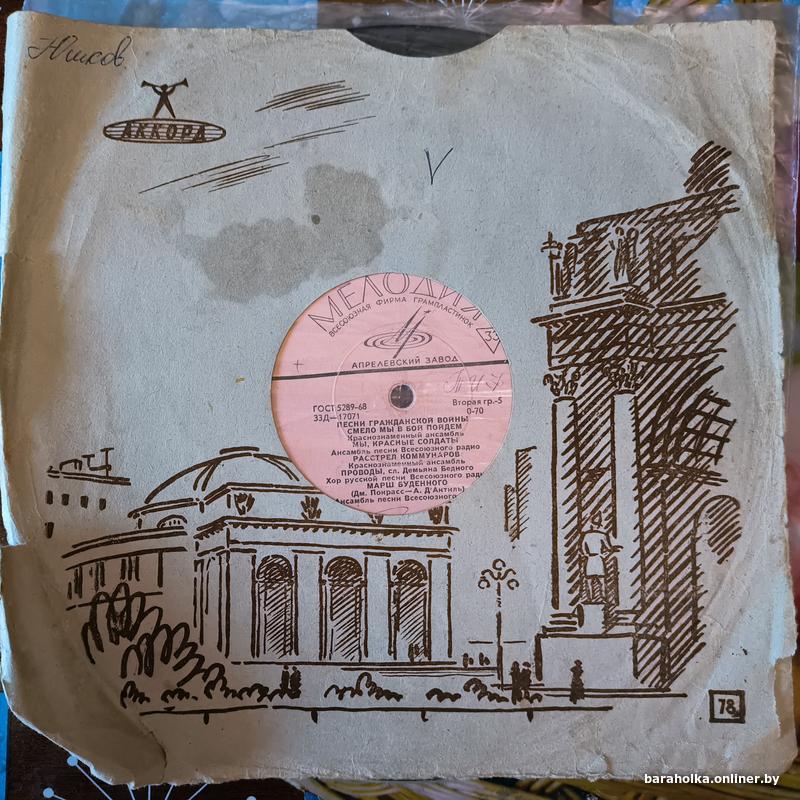 АККОРД
МЕЛОДИЯ
ВСЕСОЮЗНАЯ ФИРМА ГРАМПЛАСТИНОК
33
АПРЕЛЕВСКИЙ ЗАВОД
ГОСТ 5289-68
Вторая гр.-5
33Д—17071
0-70
ПЕСНИ ГРАЖДАНСКОЙ ВОЙНЫ
СМЕЛО МЫ В БОЙ ПОЙДЕМ
Краснознаменный ансамбль
МЫ, КРАСНЫЕ СОЛДАТЫ
Ансамбль песни Всесоюзного радио
РАССТРЕЛ КОММУНАРОВ
Краснознаменный ансамбль
ПРОВОДЫ, сл. Демьяна Бедного
Хор русской песни Всесоюзного радио
МАРШ БУДЕННОГО
(Дм. Покрасс—А. Д'Актиль)
Ансамбль песни Всесоюзного
78
baraholka.onliner.by